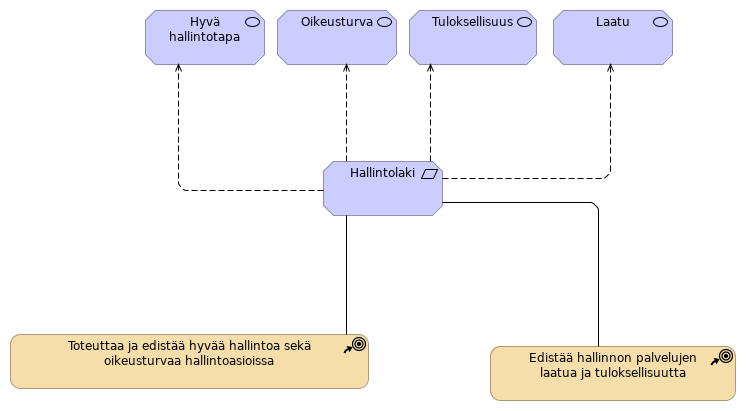 Hyvä
hallintotapa
Oikeusturva
Tuloksellisuus
Laatu
Hallintolaki
Toteuttaa ja edistää hyvää hallintoa sekä
oikeusturvaa hallintoasioissa
Edistää hallinnon palvelujen
laatua ja tuloksellisuutta